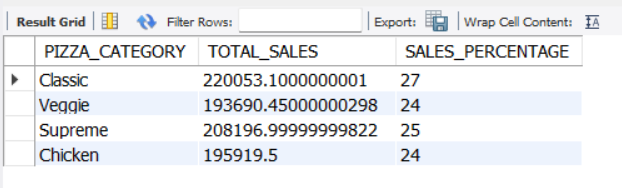 Result Grid Filter Rows: Export: Wrap Cell Content: IA
PIZZA_CATEGORY TOTAL_SALES SALES_PERCENTAGE
Classic 220053.1000000001 27
Veggie 193690.45000000298 24
Supreme 208196.99999999822 25
Chicken 195919.5 24